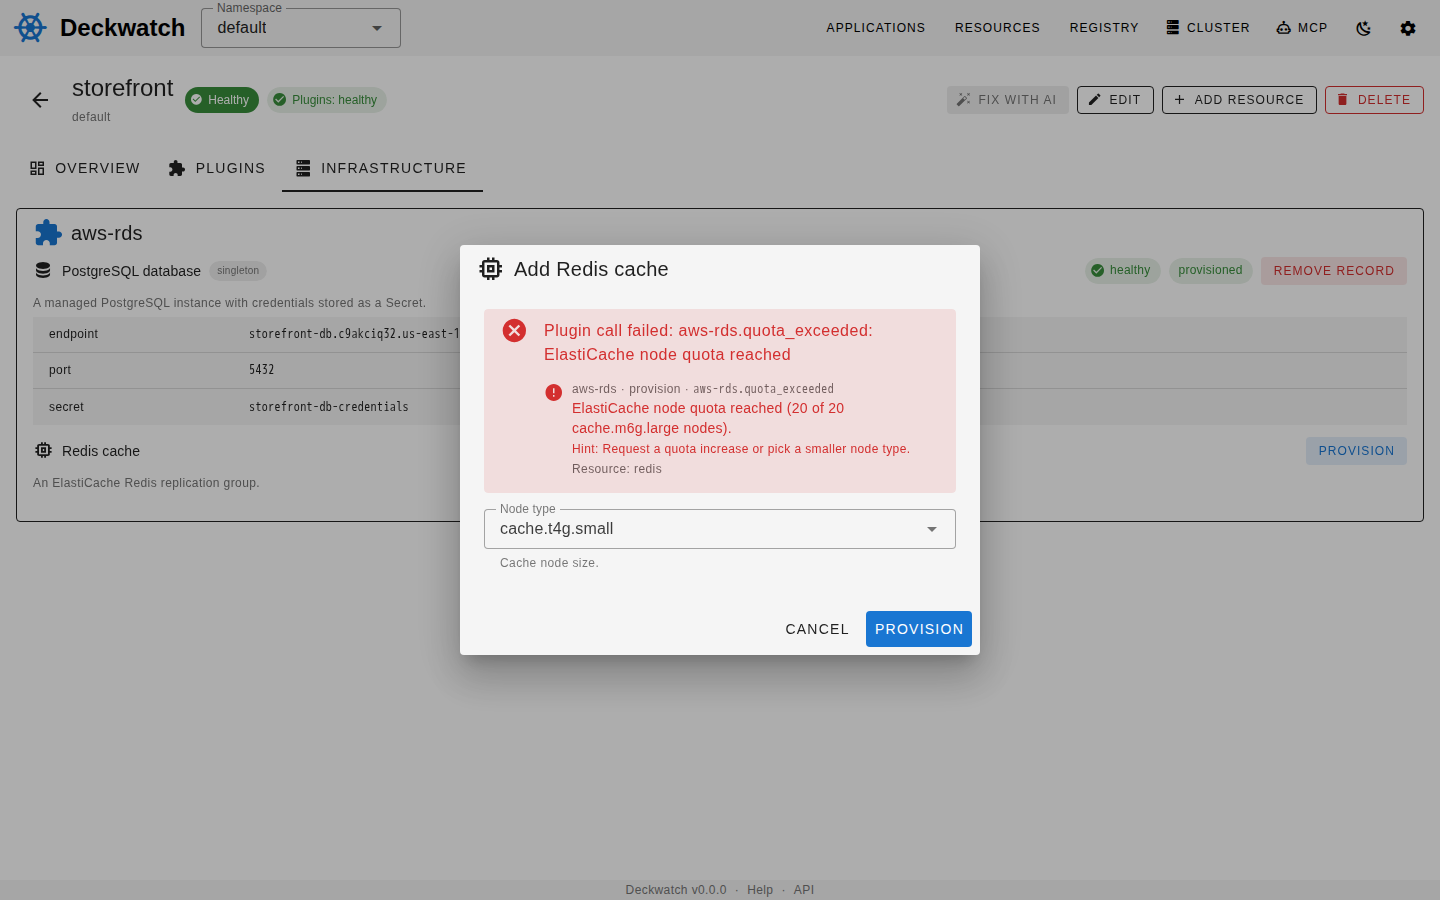 Deckwatch
Namespace
default
APPLICATIONS
RESOURCES
REGISTRY
CLUSTER
MCP
storefront
default
Healthy
Plugins: healthy
FIX WITH AI
EDIT
ADD RESOURCE
DELETE
OVERVIEW
PLUGINS
INFRASTRUCTURE
aws-rds
PostgreSQL database
singleton
healthy
provisioned
REMOVE RECORD
A managed PostgreSQL instance with credentials stored as a Secret.
endpoint
storefront-db.c9akciq32.us-east-1
port
5432
secret
storefront-db-credentials
Redis cache
PROVISION
An ElastiCache Redis replication group.
Add Redis cache
Plugin call failed: aws-rds.quota_exceeded:
ElastiCache node quota reached
aws-rds · provision · aws-rds.quota_exceeded
ElastiCache node quota reached (20 of 20
cache.m6g.large nodes).
Hint: Request a quota increase or pick a smaller node type.
Resource: redis
Node type
cache.t4g.small
Cache node size.
CANCEL
PROVISION
Deckwatch v0.0.0 · Help · API